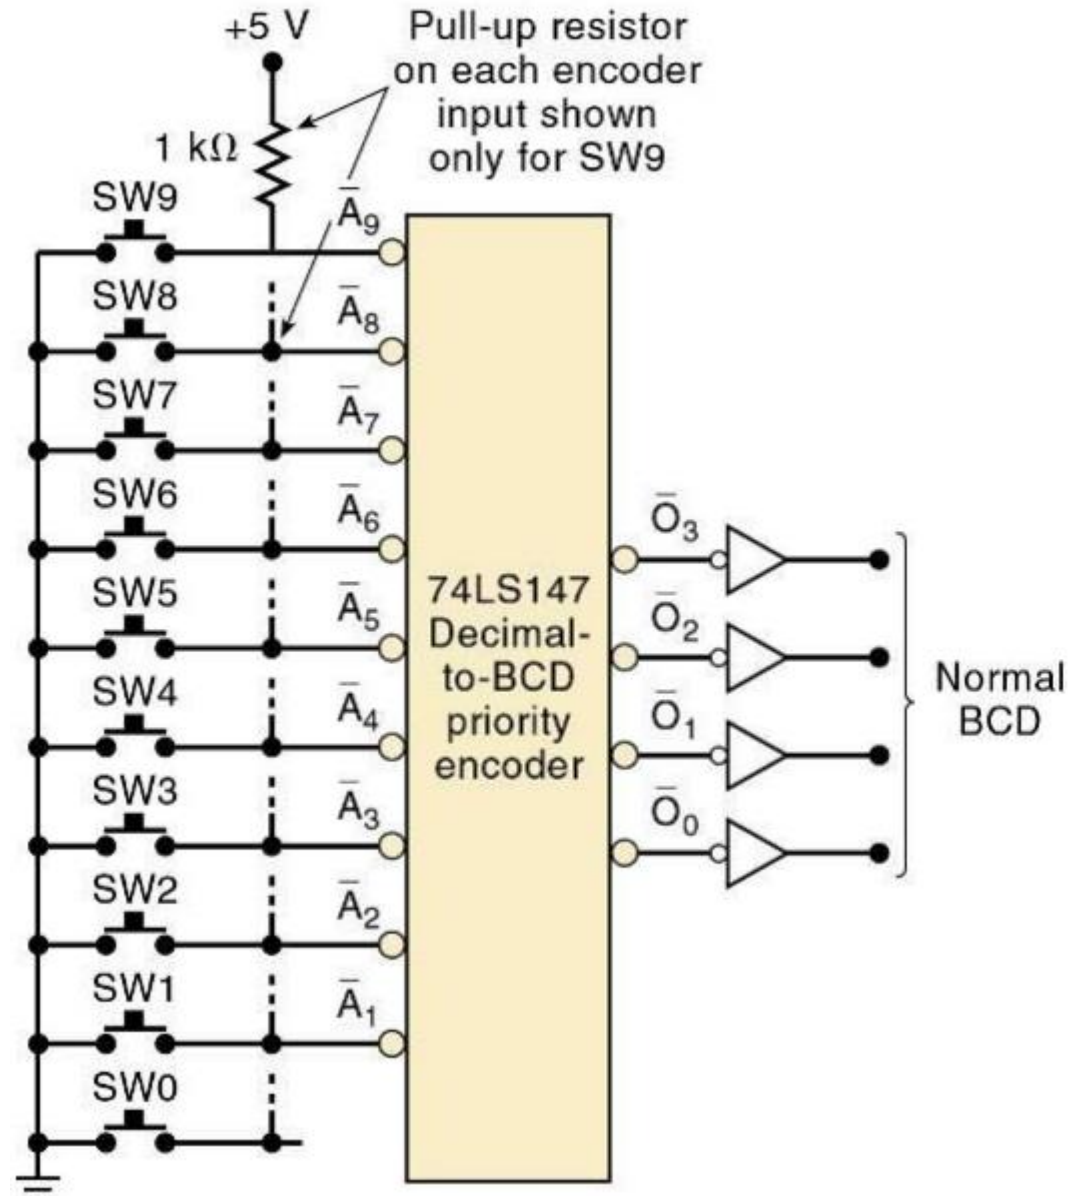 +5 V
Pull-up resistor
on each encoder
input shown
only for SW9
1 kΩ
SW9
A̅9
SW8
A̅8
SW7
A̅7
SW6
A̅6
SW5
A̅5
SW4
A̅4
SW3
A̅3
SW2
A̅2
SW1
A̅1
SW0
74LS147
Decimal-
to-BCD
priority
encoder
O̅3
O̅2
O̅1
O̅0
Normal
BCD